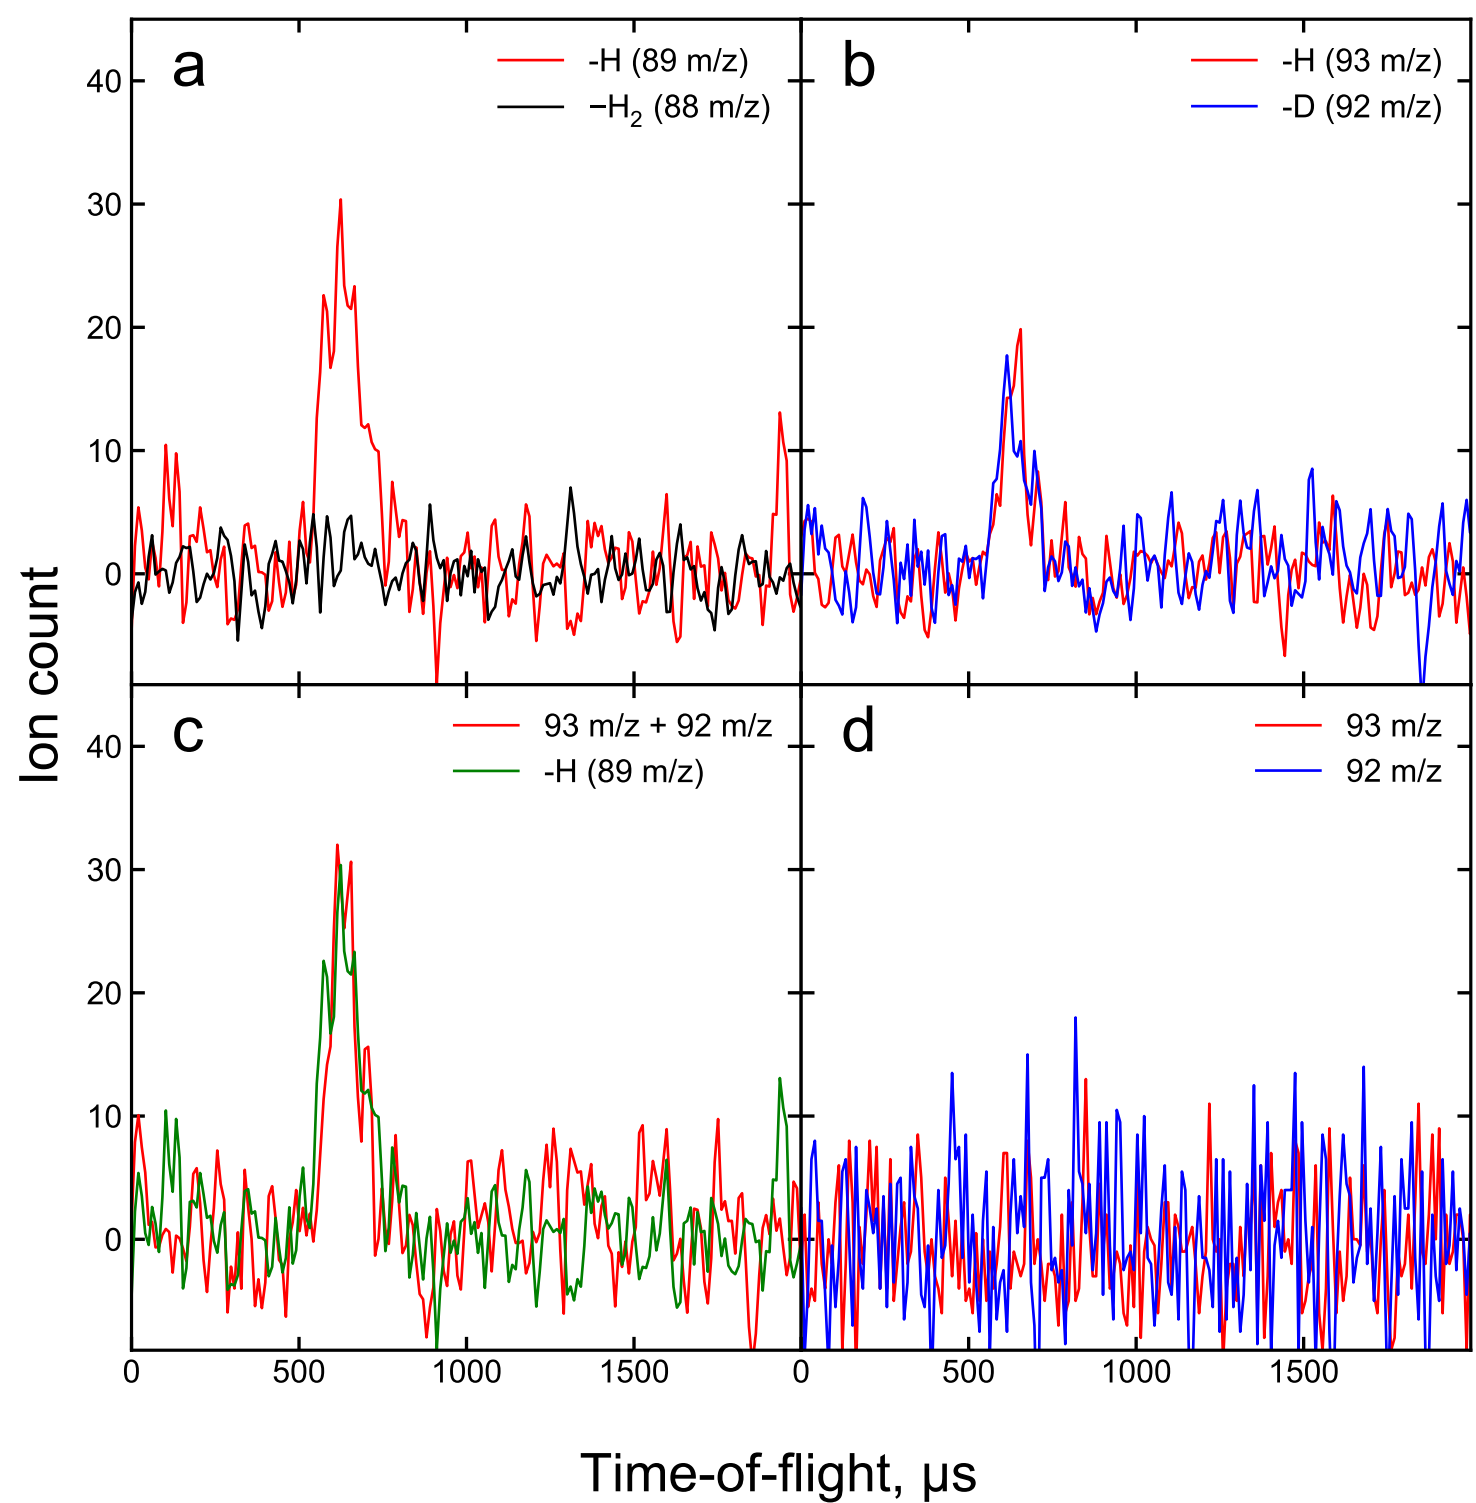 a
-H (89 m/z)
−H2 (88 m/z)
b
-H (93 m/z)
-D (92 m/z)
40
30
20
10
0
c
93 m/z + 92 m/z
-H (89 m/z)
d
93 m/z
92 m/z
40
30
20
10
0
0
500
1000
1500
0
500
1000
1500
Ion count
Time-of-flight, μs